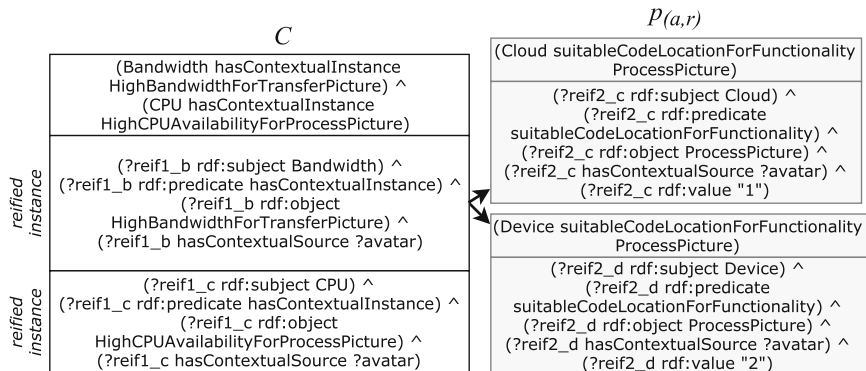 C
(Bandwidth hasContextualInstance
HighBandwidthForTransferPicture) ^
(CPU hasContextualInstance
HighCPUAvailabilityForProcessPicture)
reified
instance
(?reif1_b rdf:subject Bandwidth) ^
(?reif1_b rdf:predicate hasContextualInstance) ^
(?reif1_b rdf:object
HighBandwidthForTransferPicture) ^
(?reif1_b hasContextualSource ?avatar)
reified
instance
(?reif1_c rdf:subject CPU) ^
(?reif1_c rdf:predicate hasContextualInstance) ^
(?reif1_c rdf:object
HighCPUAvailabilityForProcessPicture) ^
(?reif1_c hasContextualSource ?avatar)
p(a,r)
(Cloud suitableCodeLocationForFunctionality
ProcessPicture)
(?reif2_c rdf:subject Cloud) ^
(?reif2_c rdf:predicate
suitableCodeLocationForFunctionality) ^
(?reif2_c rdf:object ProcessPicture) ^
(?reif2_c hasContextualSource ?avatar) ^
(?reif2_c rdf:value "1")
(Device suitableCodeLocationForFunctionality
ProcessPicture)
(?reif2_d rdf:subject Device) ^
(?reif2_d rdf:predicate
suitableCodeLocationForFunctionality) ^
(?reif2_d rdf:object ProcessPicture) ^
(?reif2_d hasContextualSource ?avatar) ^
(?reif2_d rdf:value "2")